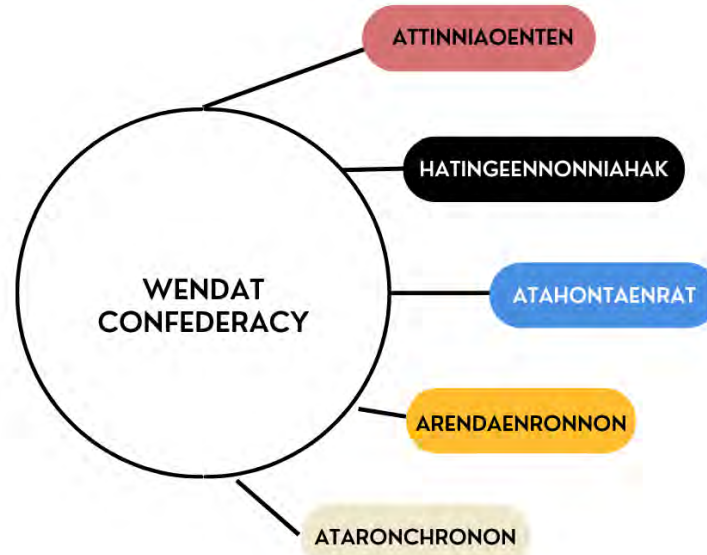 ATTINNIAOENTEN
HATINGEENNONNIAHAK
WENDAT
CONFEDERACY
ATAHONTAENRAT
ARENDAENRONNON
ATARONCHRONON